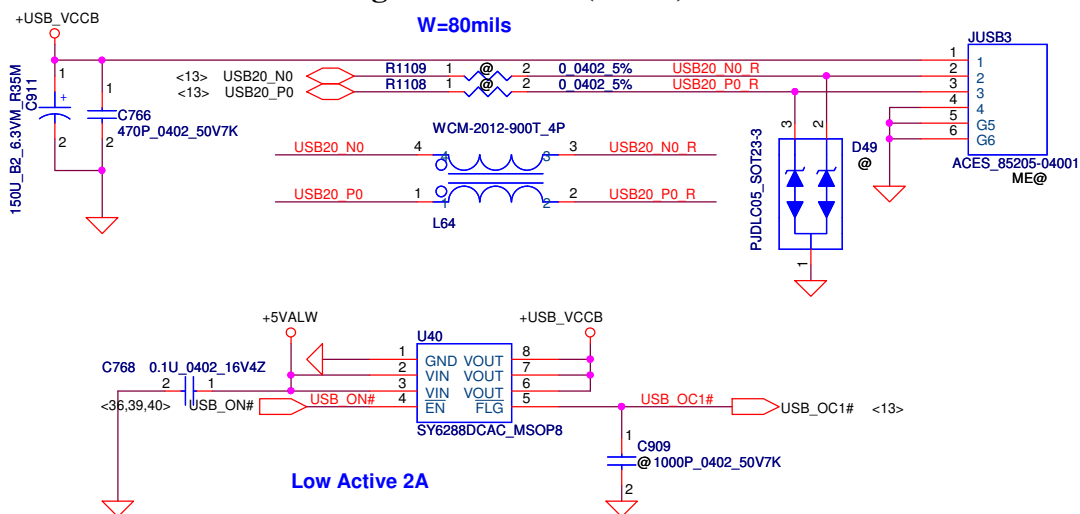 +USB_VCCB
W=80mils
JUSB3
R1109 1 @ 2 0_0402_5% USB20_N0_R
<13> USB20_N0
R1108 1 @ 2 0_0402_5% USB20_P0_R
<13> USB20_P0
1 1
2 2
3 3
4 4
5 G5
6 G6
ACES_85205-04001
ME@
1
+
2
C911
150U_B2_6.3VM_R35M
1
C766
470P_0402_50V7K
2
WCM-2012-900T_4P
USB20_N0 4 4 3 3 USB20_N0_R
USB20_P0 1 1 2 2 USB20_P0_R
L64
3 2
D49
@
PJDLC05_SOT23-3
1
+5VALW
+USB_VCCB
U40
C768 0.1U_0402_16V4Z
2 1
1 GND VOUT 8
2 VIN VOUT 7
3 VIN VOUT 6
4 EN FLG 5
SY6288DCAC_MSOP8
<36,39,40> USB_ON# USB_ON#
USB_OC1# USB_OC1# <13>
1
C909
@ 1000P_0402_50V7K
2
Low Active 2A